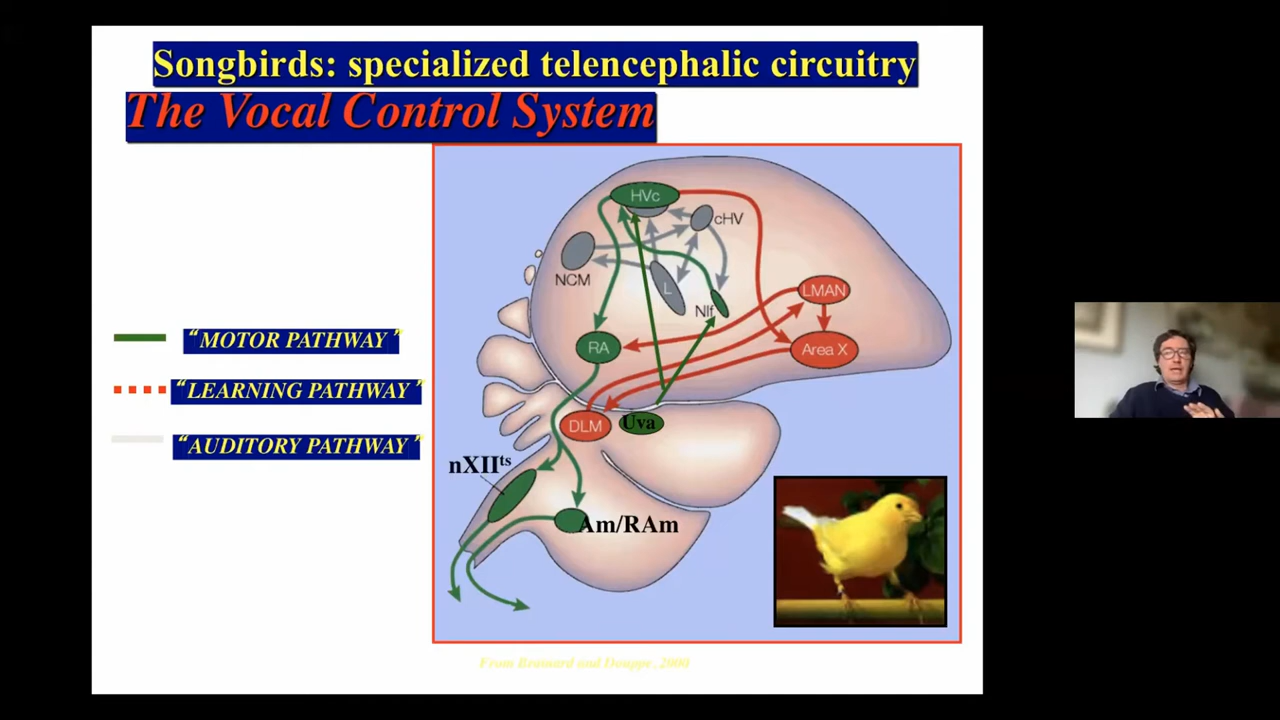 Songbirds: specialized telencephalic circuitry
The Vocal Control System
HVc
cHV
NCM
L
NIf
LMAN
RA
Area X
DLM
Uva
nXIIts
Am/RAm
“MOTOR PATHWAY”
“LEARNING PATHWAY”
“AUDITORY PATHWAY”
From Brainard and Douppe, 2000